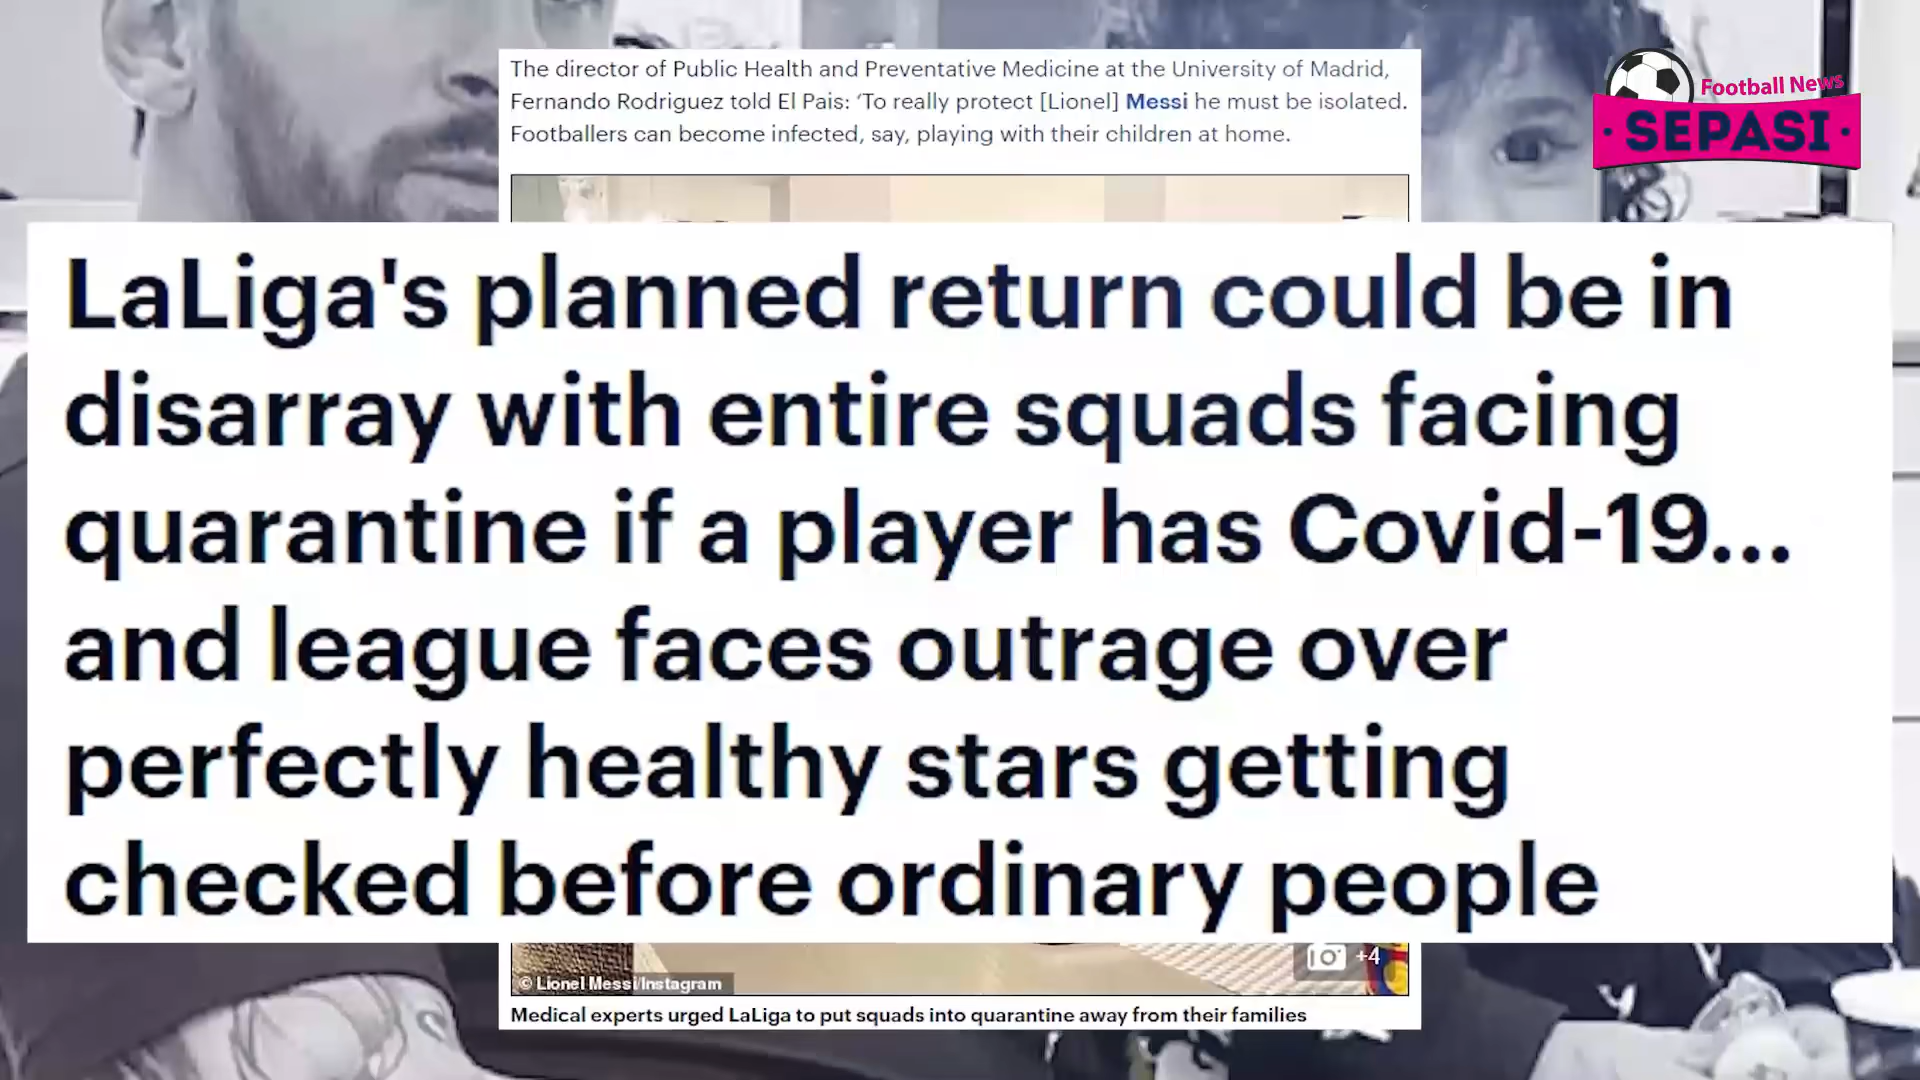 The director of Public Health and Preventative Medicine at the University of Madrid,
Fernando Rodriguez told El Pais: ‘To really protect [Lionel] Messi he must be isolated.
Footballers can become infected, say, playing with their children at home.
Football News
· SEPASI ·
LaLiga's planned return could be in
disarray with entire squads facing
quarantine if a player has Covid-19...
and league faces outrage over
perfectly healthy stars getting
checked before ordinary people
+4
© Lionel Messi/Instagram
Medical experts urged LaLiga to put squads into quarantine away from their families